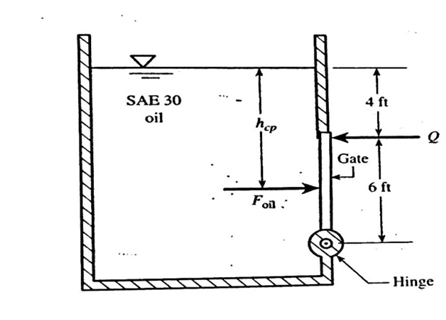 SAE 30
oil
h_cp
4 ft
Q
Gate
6 ft
F_oil
Hinge